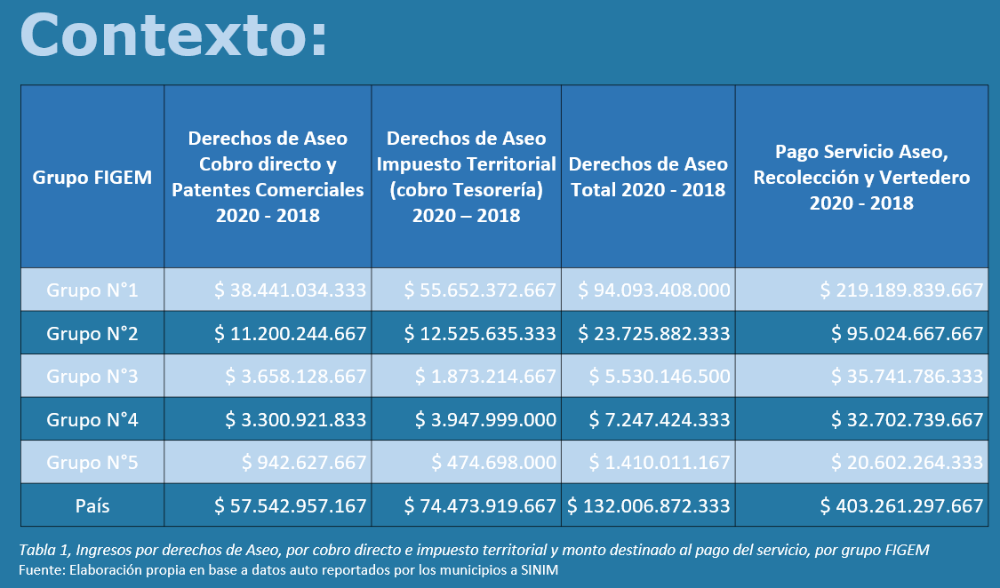 Contexto:
Grupo FIGEM
Derechos de Aseo
Cobro directo y
Patentes Comerciales
2020 - 2018
Derechos de Aseo
Impuesto Territorial
(cobro Tesorería)
2020 – 2018
Derechos de Aseo
Total 2020 - 2018
Pago Servicio Aseo,
Recolección y Vertedero
2020 - 2018
Grupo N°1 $ 38.441.034.333 $ 55.652.372.667 $ 94.093.408.000 $ 219.189.839.667
Grupo N°2 $ 11.200.244.667 $ 12.525.635.333 $ 23.725.882.333 $ 95.024.667.667
Grupo N°3 $ 3.658.128.667 $ 1.873.214.667 $ 5.530.146.500 $ 35.741.786.333
Grupo N°4 $ 3.300.921.833 $ 3.947.999.000 $ 7.247.424.333 $ 32.702.739.667
Grupo N°5 $ 942.627.667 $ 474.698.000 $ 1.410.011.167 $ 20.602.264.333
País $ 57.542.957.167 $ 74.473.919.667 $ 132.006.872.333 $ 403.261.297.667
Tabla 1, Ingresos por derechos de Aseo, por cobro directo e impuesto territorial y monto destinado al pago del servicio, por grupo FIGEM
Fuente: Elaboración propia en base a datos auto reportados por los municipios a SINIM